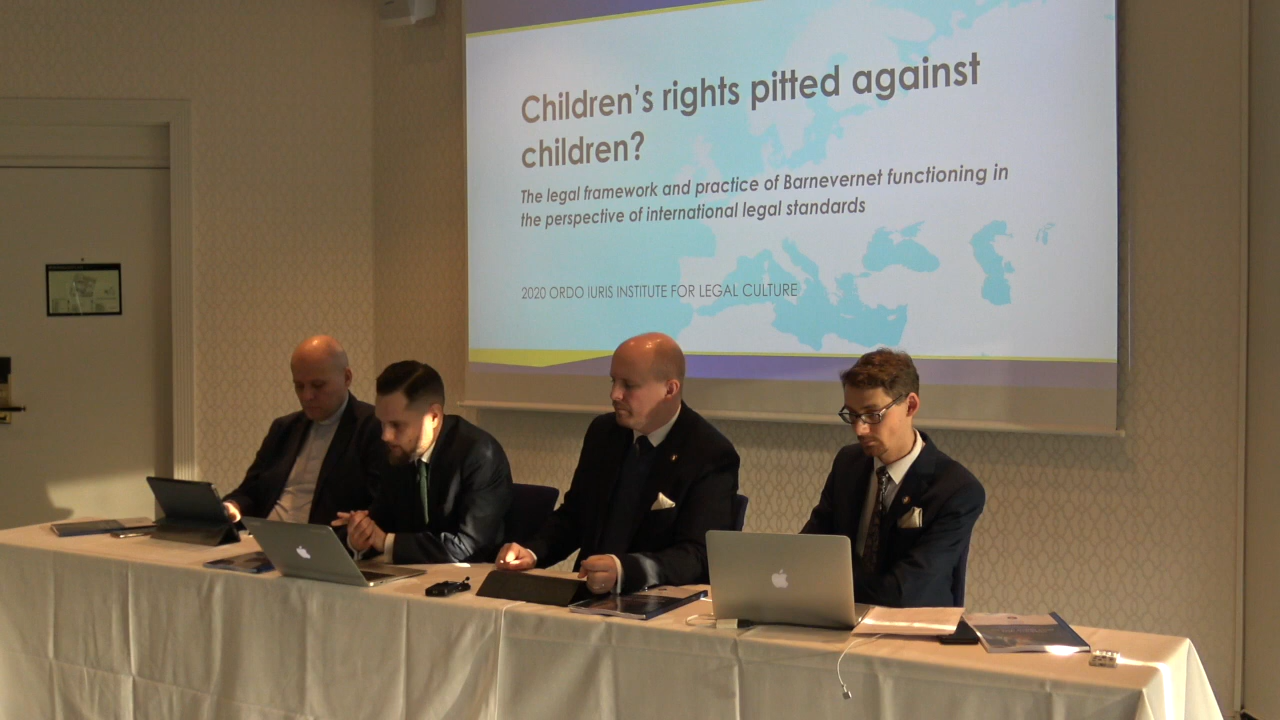 Children's rights pitted against
children?
The legal framework and practice of Barnevernet functioning in
the perspective of international legal standards
2020 ORDO IURIS INSTITUTE FOR LEGAL CULTURE